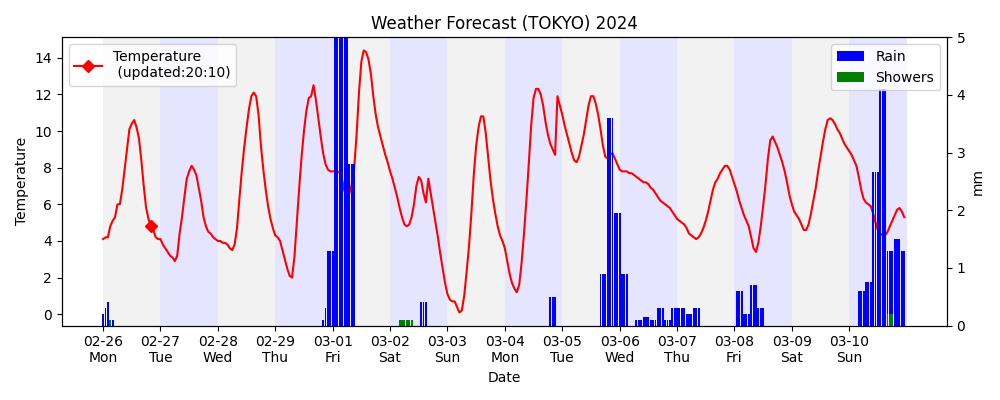 Weather Forecast (TOKYO) 2024
Temperature
(updated:20:10)
Rain
Showers
Temperature
14
12
10
8
6
4
2
0
5
4
3
2
1
0
mm
02-26 02-27 02-28 02-29 03-01 03-02 03-03 03-04 03-05 03-06 03-07 03-08 03-09 03-10
Mon Tue Wed Thu Fri Sat Sun Mon Tue Wed Thu Fri Sat Sun
Date